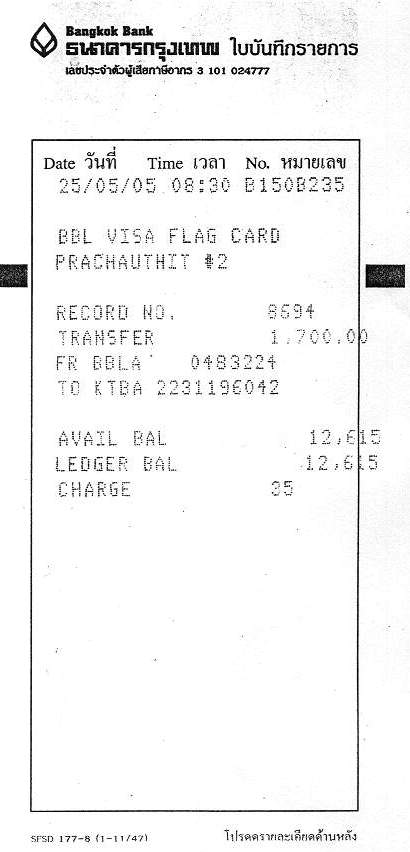 Bangkok Bank
ธนาคารกรุงเทพ ใบบันทึกรายการ
เลขประจำตัวผู้เสียภาษีอากร 3 101 024777
Date วันที่ Time เวลา No. หมายเลข
25/05/05 08:30 B150B235
BBL VISA FLAG CARD
PRACHAUTHIT #2
RECORD NO. 8694
TRANSFER 1,700.00
FR BBLA 0483224
TO KTBA 2231196042
AVAIL BAL 12,615
LEDGER BAL 12,615
CHARGE 35
SFSD 177-8 (1-11/47) โปรดดูรายละเอียดด้านหลัง